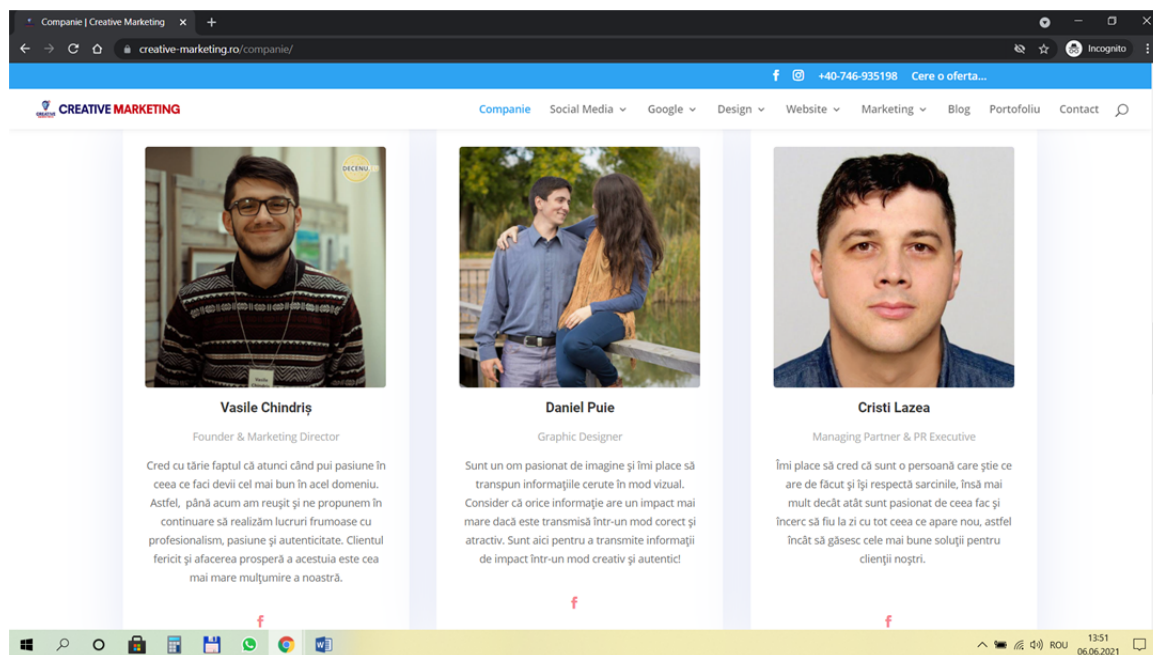 Companie | Creative Marketing
creative-marketing.ro/companie/
Incognito
+40-746-935198 Cere o oferta...
CREATIVE MARKETING
Companie Social Media Google Design Website Marketing Blog Portofoliu Contact
DECENU
Vasile
Vasile Chindriș
Founder & Marketing Director
Cred cu tărie faptul că atunci când pui pasiune în
ceea ce faci devii cel mai bun în acel domeniu.
Astfel, până acum am reușit și ne propunem în
continuare să realizăm lucruri frumoase cu
profesionalism, pasiune și autenticitate. Clientul
fericit și afacerea prosperă a acestuia este cea
mai mare mulțumire a noastră.
Daniel Puie
Graphic Designer
Sunt un om pasionat de imagine și îmi place să
transpun informațiile cerute în mod vizual.
Consider că orice informație are un impact mai
mare dacă este transmisă într-un mod corect și
atractiv. Sunt aici pentru a transmite informații
de impact într-un mod creativ și autentic!
Cristi Lazea
Managing Partner & PR Executive
Îmi place să cred că sunt o persoană care știe ce
are de făcut și își respectă sarcinile, însă mai
mult decât atât sunt pasionat de ceea fac și
încerc să fiu la zi cu tot ceea ce apare nou, astfel
încât să găsesc cele mai bune soluții pentru
clienții noștri.
ROU
13:51
06.06.2021